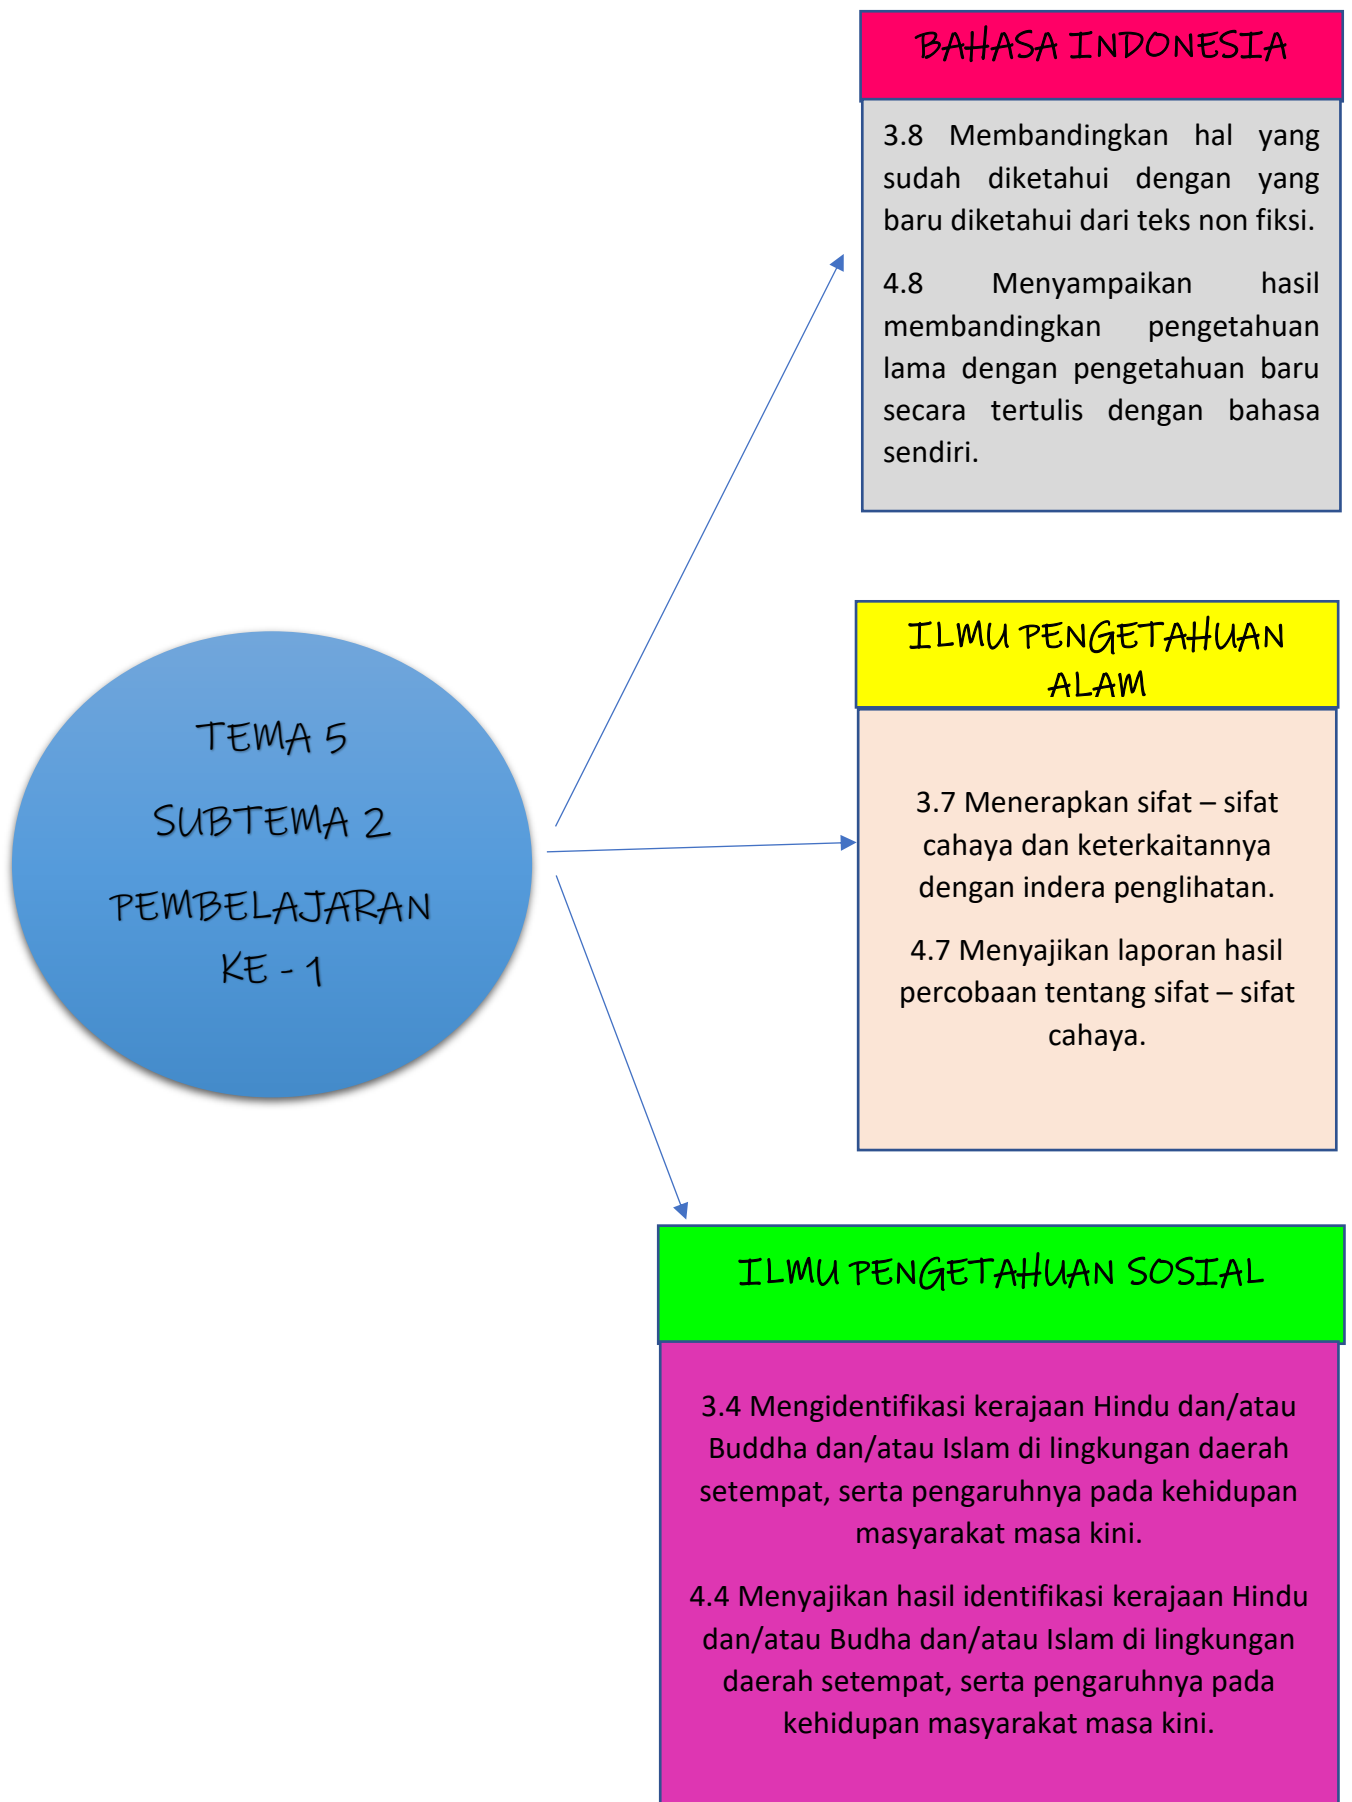 BAHASA INDONESIA
3.8 Membandingkan hal yang
sudah diketahui dengan yang
baru diketahui dari teks non fiksi.
4.8 Menyampaikan hasil
membandingkan pengetahuan
lama dengan pengetahuan baru
secara tertulis dengan bahasa
sendiri.
ILMU PENGETAHUAN
ALAM
3.7 Menerapkan sifat – sifat
cahaya dan keterkaitannya
dengan indera penglihatan.
4.7 Menyajikan laporan hasil
percobaan tentang sifat – sifat
cahaya.
TEMA 5
SUBTEMA 2
PEMBELAJARAN
KE - 1
ILMU PENGETAHUAN SOSIAL
3.4 Mengidentifikasi kerajaan Hindu dan/atau
Buddha dan/atau Islam di lingkungan daerah
setempat, serta pengaruhnya pada kehidupan
masyarakat masa kini.
4.4 Menyajikan hasil identifikasi kerajaan Hindu
dan/atau Budha dan/atau Islam di lingkungan
daerah setempat, serta pengaruhnya pada
kehidupan masyarakat masa kini.